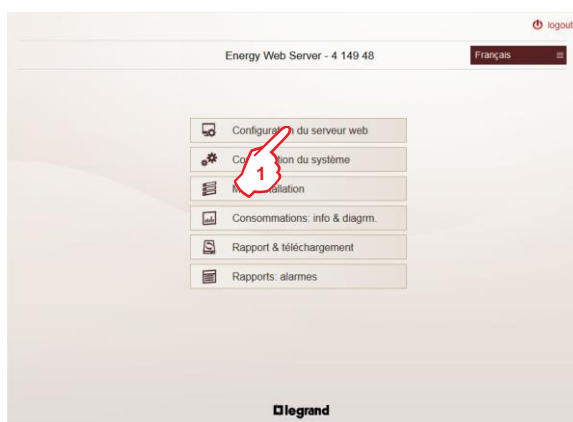 logout
Energy Web Server - 4 149 48
Français
Configuration du serveur web
du système
1
Consommations: info & diagrm.
Rapport & téléchargement
Rapports: alarmes
legrand